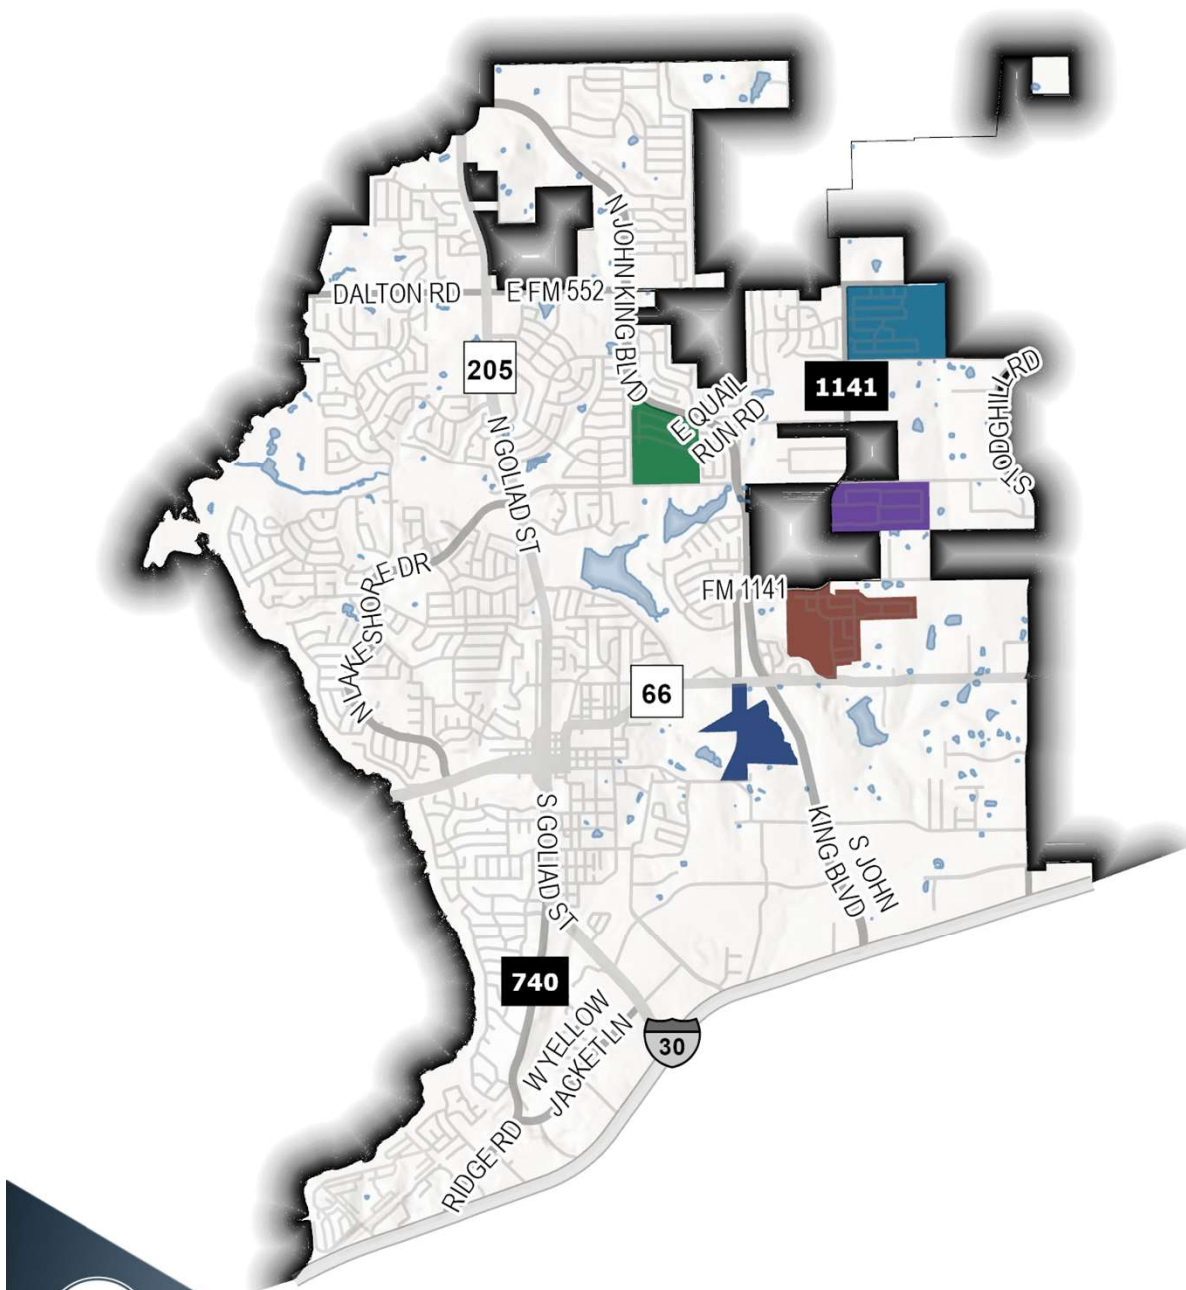 N JOHN KING BLVD
DALTON RD
E FM 552
205
1141
STODGHILL RD
E QUAIL
RUN RD
N GOLIAD ST
N LAKESHORE DR
FM 1141
66
S GOLIAD ST
S JOHN
KING BLVD
740
W YELLOW
JACKET LN
30
RIDGE RD